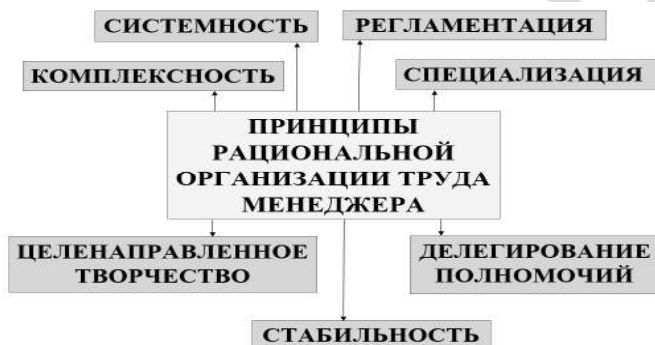 СИСТЕМНОСТЬ
РЕГЛАМЕНТАЦИЯ
КОМПЛЕКСНОСТЬ
СПЕЦИАЛИЗАЦИЯ
ПРИНЦИПЫ
РАЦИОНАЛЬНОЙ
ОРГАНИЗАЦИИ ТРУДА
МЕНЕДЖЕРА
ЦЕЛЕНАПРАВЛЕННОЕ
ТВОРЧЕСТВО
ДЕЛЕГИРОВАНИЕ
ПОЛНОМОЧИЙ
СТАБИЛЬНОСТЬ